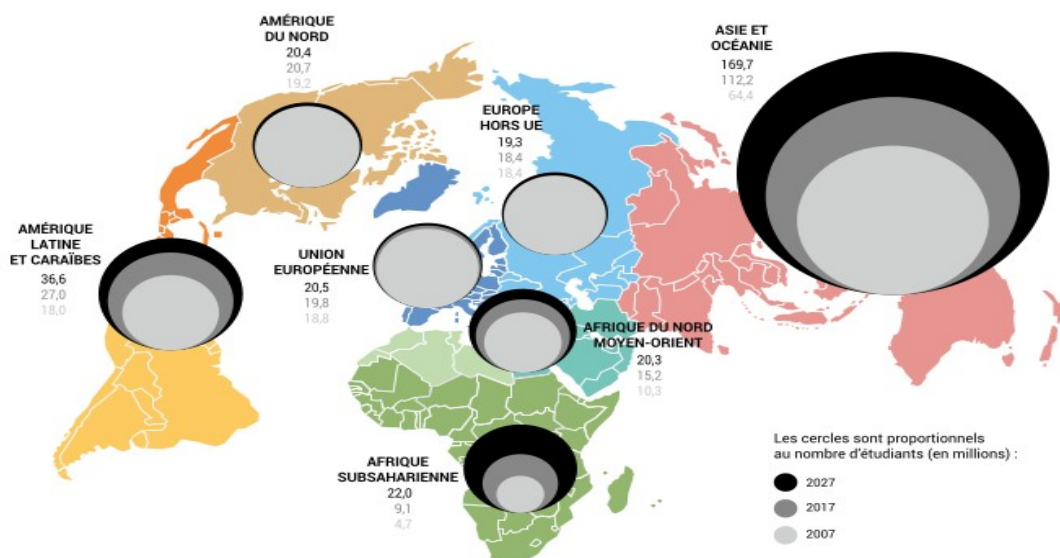 AMÉRIQUE
DU NORD
20,4
20,7
19,2
ASIE ET
OCÉANIE
169,7
112,2
64,4
EUROPE
HORS UE
19,3
18,4
18,4
AMÉRIQUE
LATINE
ET CARAÏBES
36,6
27,0
18,0
UNION
EUROPÉENNE
20,5
19,8
18,8
AFRIQUE DU NORD
MOYEN-ORIENT
20,3
15,2
10,3
AFRIQUE
SUBSAHARIENNE
22,0
9,1
4,7
Les cercles sont proportionnels
au nombre d'étudiants (en millions) :
2027
2017
2007